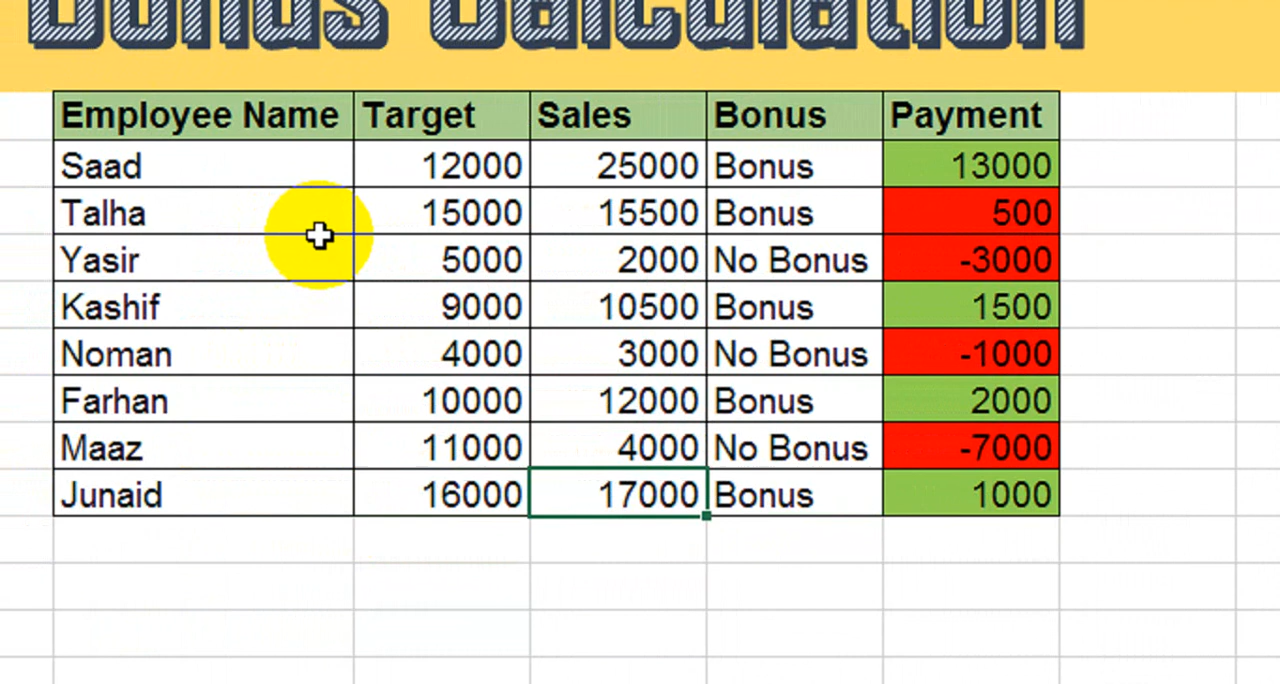 Bonus Calculation
Employee Name Target Sales Bonus Payment
Saad 12000 25000 Bonus 13000
Talha 15000 15500 Bonus 500
Yasir 5000 2000 No Bonus -3000
Kashif 9000 10500 Bonus 1500
Noman 4000 3000 No Bonus -1000
Farhan 10000 12000 Bonus 2000
Maaz 11000 4000 No Bonus -7000
Junaid 16000 17000 Bonus 1000